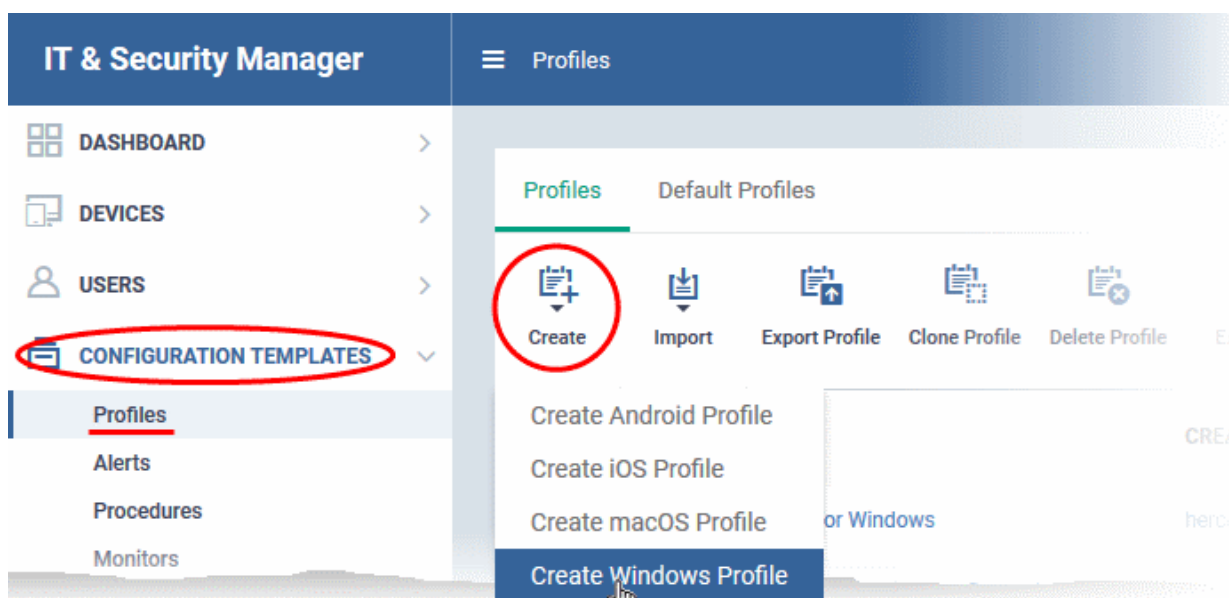 IT & Security Manager
Profiles
DASHBOARD
DEVICES
USERS
CONFIGURATION TEMPLATES
Profiles
Alerts
Procedures
Monitors
Profiles Default Profiles
Create Import Export Profile Clone Profile Delete Profile
Create Android Profile
Create iOS Profile
Create macOS Profile
or Windows
Create Windows Profile